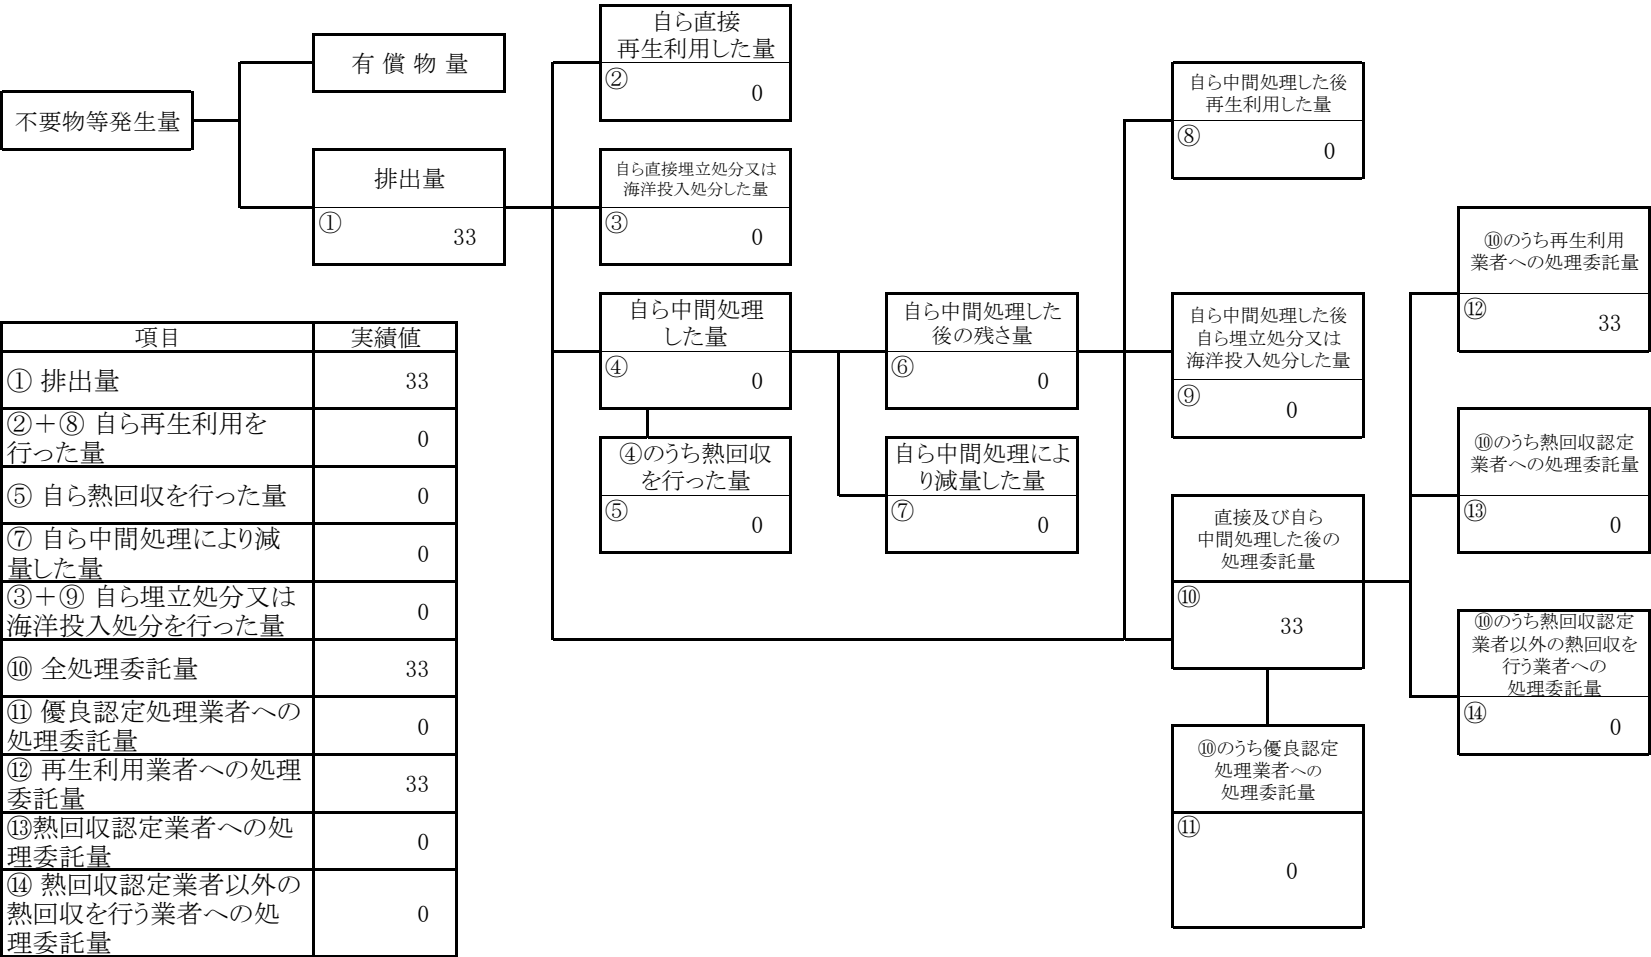 不要物等発生量
有 償 物 量
排出量
①
33
自ら直接
再生利用した量
②
0
自ら直接埋立処分又は
海洋投入処分した量
③
0
自ら中間処理
した量
④
0
④のうち熱回収
を行った量
⑤
0
自ら中間処理した
後の残さ量
⑥
0
自ら中間処理によ
り減量した量
⑦
0
自ら中間処理した後
再生利用した量
⑧
0
自ら中間処理した後
自ら埋立処分又は
海洋投入処分した量
⑨
0
直接及び自ら
中間処理した後の
処理委託量
⑩
33
⑩のうち優良認定
処理業者への
処理委託量
⑪
0
⑩のうち再生利用
業者への処理委託量
⑫
33
⑩のうち熱回収認定
業者への処理委託量
⑬
0
⑩のうち熱回収認定
業者以外の熱回収を
行う業者への
処理委託量
⑭
0
項目 実績値
① 排出量 33
②＋⑧ 自ら再生利用を
行った量 0
⑤ 自ら熱回収を行った量 0
⑦ 自ら中間処理により減
量した量 0
③＋⑨ 自ら埋立処分又は
海洋投入処分を行った量 0
⑩ 全処理委託量 33
⑪ 優良認定処理業者への
処理委託量 0
⑫ 再生利用業者への処理
委託量 33
⑬熱回収認定業者への処
理委託量 0
⑭ 熱回収認定業者以外の
熱回収を行う業者への処
理委託量 0